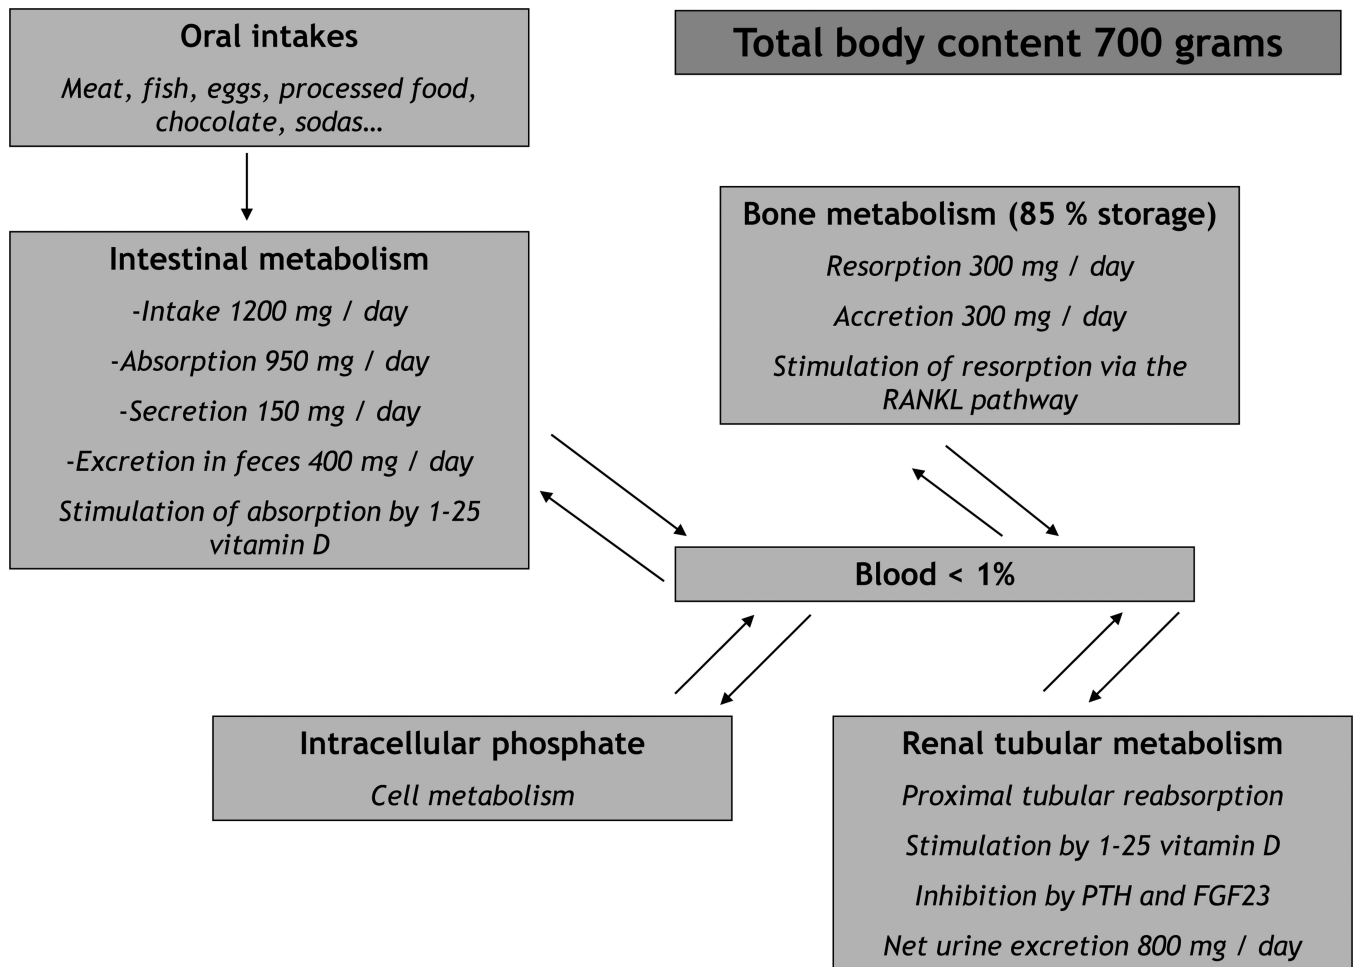 Oral intakes
Meat, fish, eggs, processed food,
chocolate, sodas…
Total body content 700 grams
Intestinal metabolism
-Intake 1200 mg / day
-Absorption 950 mg / day
-Secretion 150 mg / day
-Excretion in feces 400 mg / day
Stimulation of absorption by 1-25
vitamin D
Bone metabolism (85 % storage)
Resorption 300 mg / day
Accretion 300 mg / day
Stimulation of resorption via the
RANKL pathway
Blood < 1%
Intracellular phosphate
Cell metabolism
Renal tubular metabolism
Proximal tubular reabsorption
Stimulation by 1-25 vitamin D
Inhibition by PTH and FGF23
Net urine excretion 800 mg / day